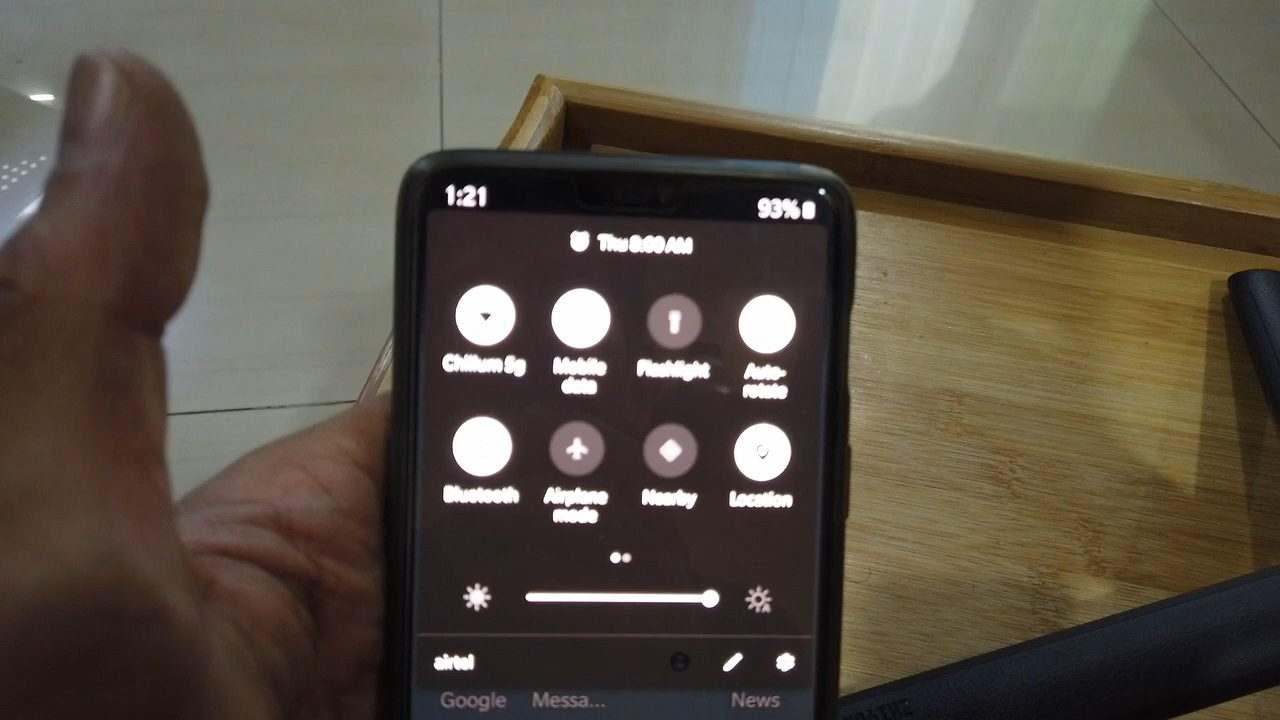 1:21 93%
Thu 8:00 AM
Chillum 5g Mobile Flashlight Auto-
data rotate
Bluetooth Airplane Nearby Location
mode
airtel
Google Messa... News